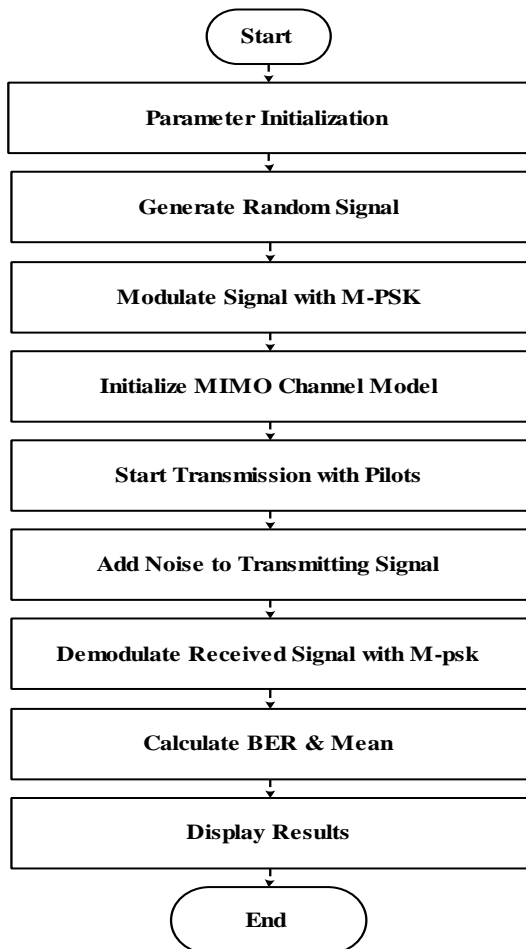 Start
Parameter Initialization
Generate Random Signal
Modulate Signal with M-PSK
Initialize MIMO Channel Model
Start Transmission with Pilots
Add Noise to Transmitting Signal
Demodulate Received Signal with M-psk
Calculate BER & Mean
Display Results
End